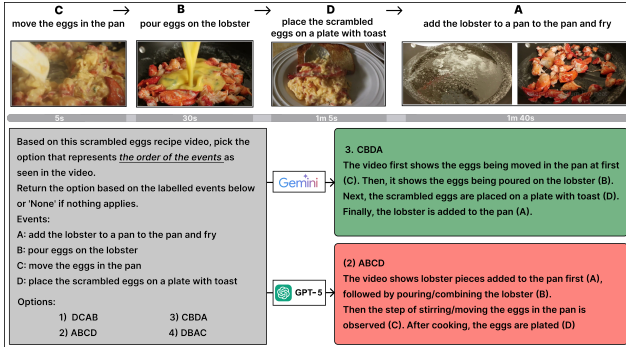 C → B → D → A
move the eggs in the pan
pour eggs on the lobster
place the scrambled
eggs on a plate with toast
add the lobster to a pan to the pan and fry
5s
30s
1m 5s
1m 40s
Based on this scrambled eggs recipe video, pick the
option that represents the order of the events as
seen in the video.
Return the option based on the labelled events below
or 'None' if nothing applies.
Events:
A: add the lobster to a pan to the pan and fry
B: pour eggs on the lobster
C: move the eggs in the pan
D: place the scrambled eggs on a plate with toast
Options:
1) DCAB 3) CBDA
2) ABCD 4) DBAC
Gemini
3. CBDA
The video first shows the eggs being moved in the pan at first
(C). Then, it shows the eggs being poured on the lobster (B).
Next, the scrambled eggs are placed on a plate with toast (D).
Finally, the lobster is added to the pan (A).
GPT-5
(2) ABCD
The video shows lobster pieces added to the pan first (A),
followed by pouring/combining the lobster (B).
Then the step of stirring/moving the eggs in the pan is
observed (C). After cooking, the eggs are plated (D)